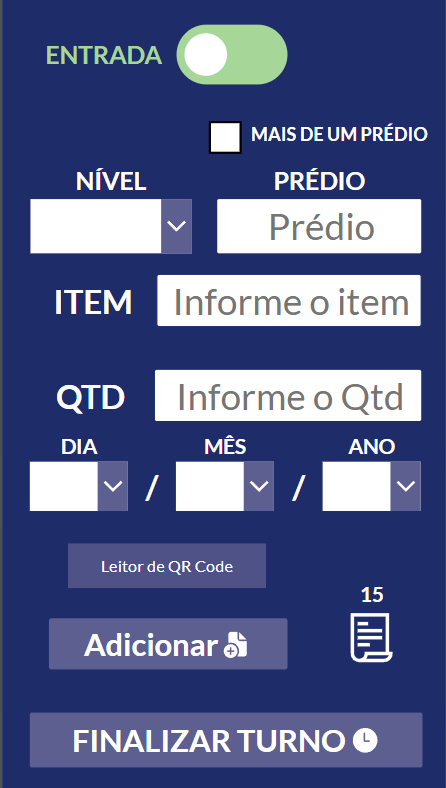 ENTRADA
MAIS DE UM PRÉDIO
NÍVEL PRÉDIO
Prédio
ITEM Informe o item
QTD Informe o Qtd
DIA MÊS ANO
/ /
Leitor de QR Code
15
Adicionar
FINALIZAR TURNO